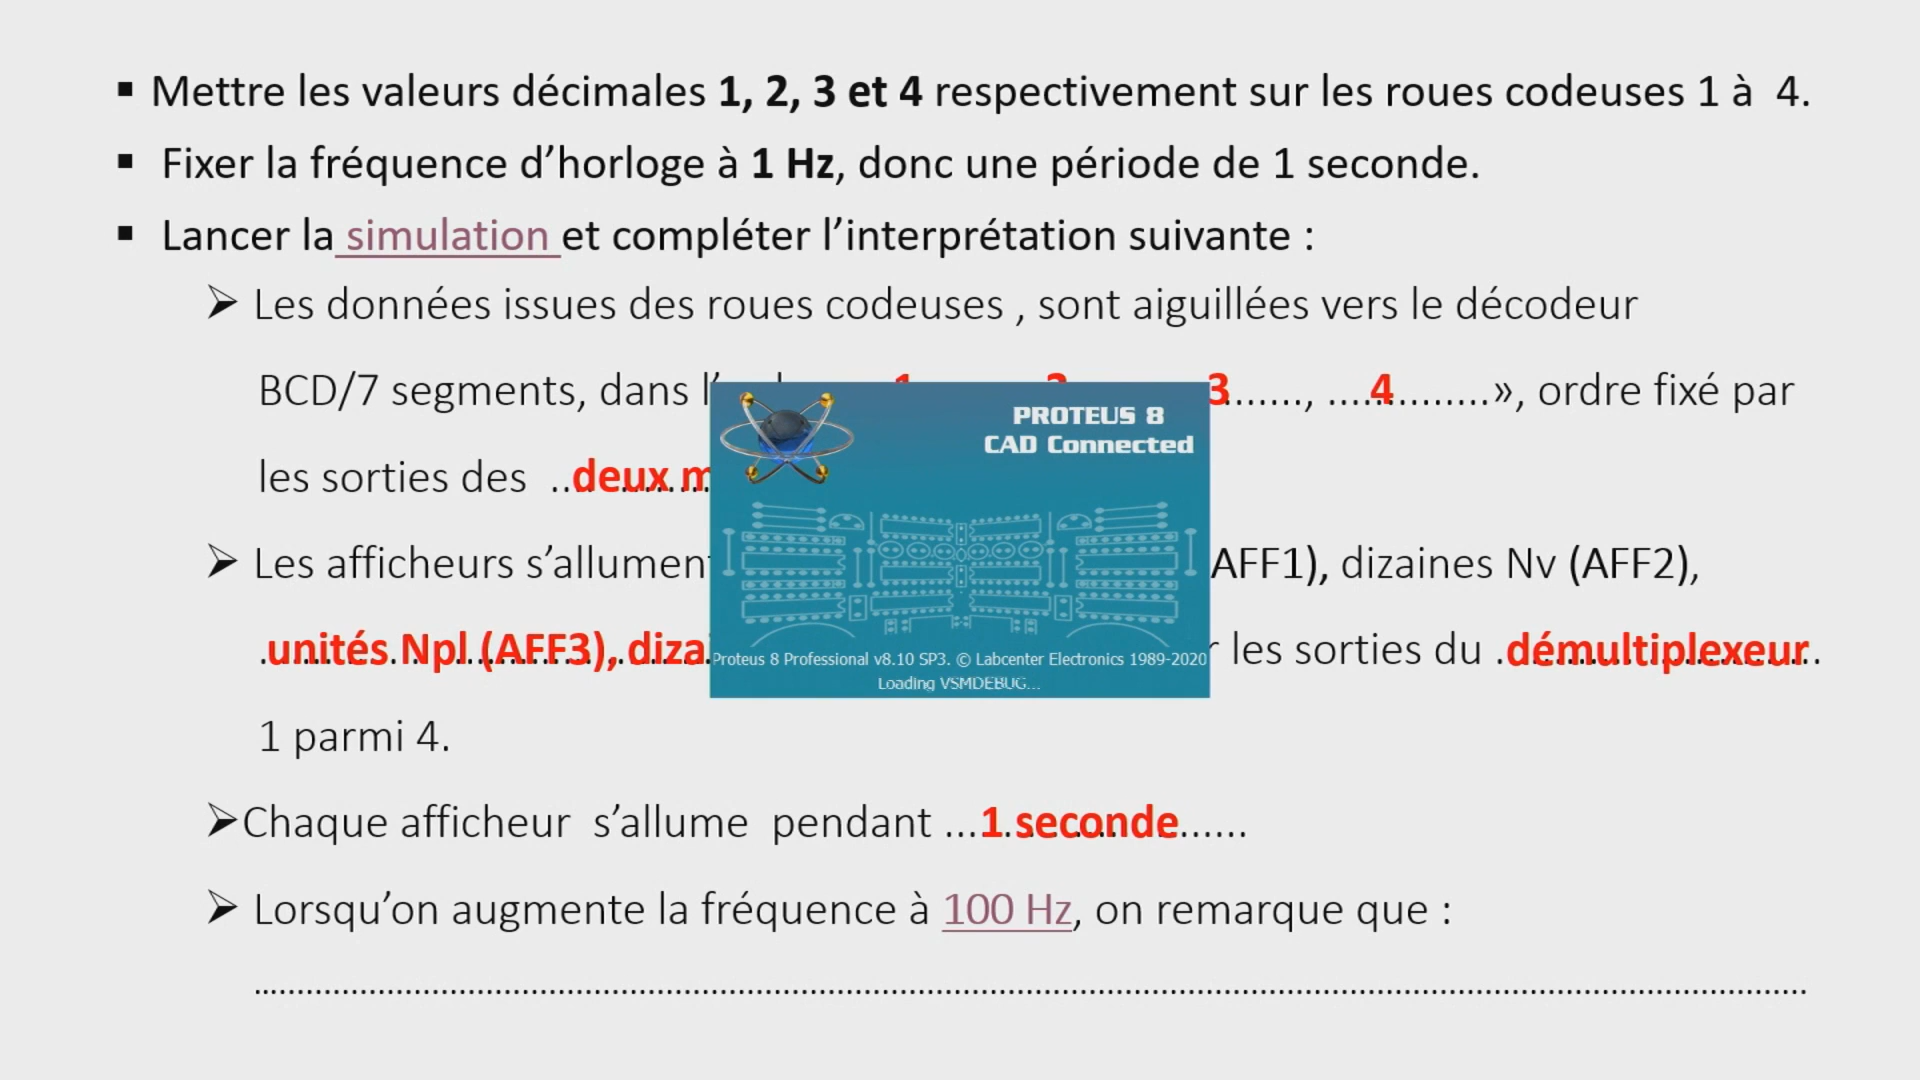 Mettre les valeurs décimales 1, 2, 3 et 4 respectivement sur les roues codeuses 1 à 4.
Fixer la fréquence d’horloge à 1 Hz, donc une période de 1 seconde.
Lancer la simulation et compléter l’interprétation suivante :
Les données issues des roues codeuses , sont aiguillées vers le décodeur
BCD/7 segments, dans 3......, ....4..........», ordre fixé par
les sorties des ..deux
Les afficheurs AFF1), dizaines Nv (AFF2),
unités Npl (AFF3), les sorties du .démultiplexeur.
1 parmi 4.
Chaque afficheur s’allume pendant ...1 seconde......
Lorsqu’on augmente la fréquence à 100 Hz, on remarque que :
PROTEUS 8
CAD Connected
Proteus 8 Professional v8.10 SP3. © Labcenter Electronics 1989-2020
Loading VSMDEBUG...